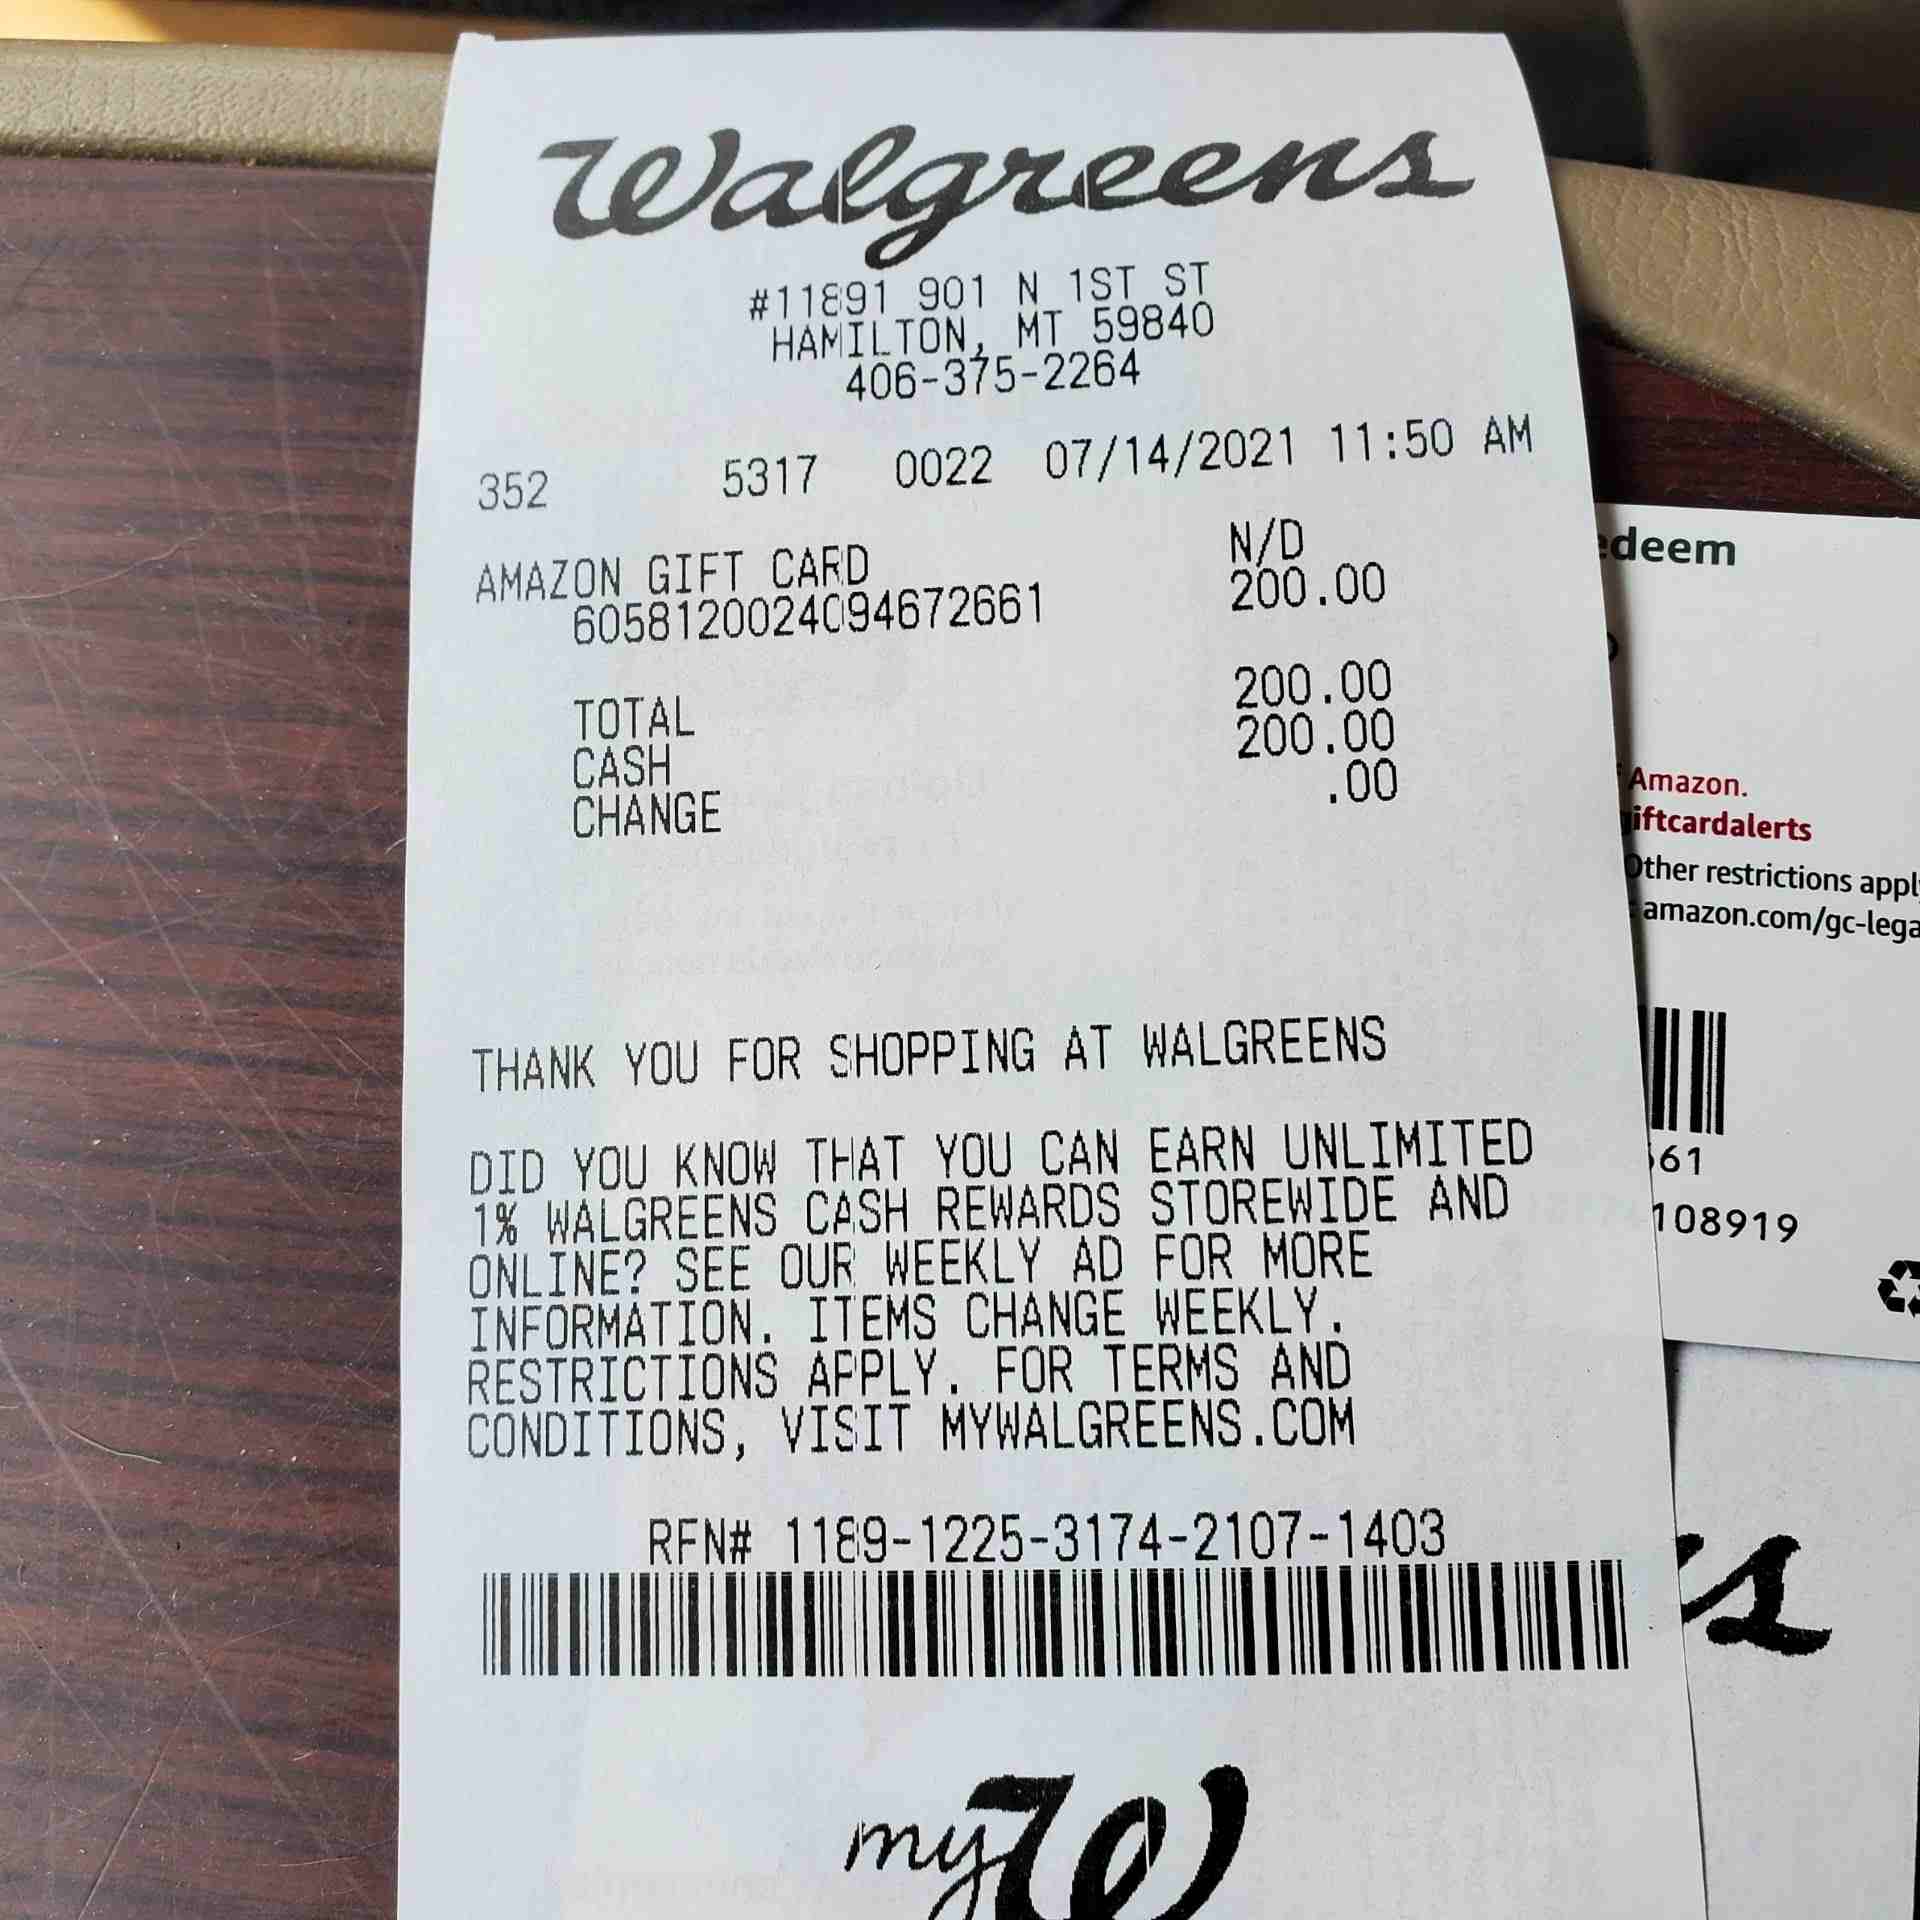 Walgreens
#11891 901 N 1ST ST
HAMILTON, MT 59840
406-375-2264
352 5317 0022 07/14/2021 11:50 AM
N/D
AMAZON GIFT CARD 200.00
6058120024094672661
TOTAL 200.00
CASH 200.00
CHANGE .00
THANK YOU FOR SHOPPING AT WALGREENS
DID YOU KNOW THAT YOU CAN EARN UNLIMITED
1% WALGREENS CASH REWARDS STOREWIDE AND
ONLINE? SEE OUR WEEKLY AD FOR MORE
INFORMATION. ITEMS CHANGE WEEKLY.
RESTRICTIONS APPLY. FOR TERMS AND
CONDITIONS, VISIT MYWALGREENS.COM
RFN# 1189-1225-3174-2107-1403
my W
edeem
Amazon.
giftcardalerts
Other restrictions appl
amazon.com/gc-lega
61
108919
s